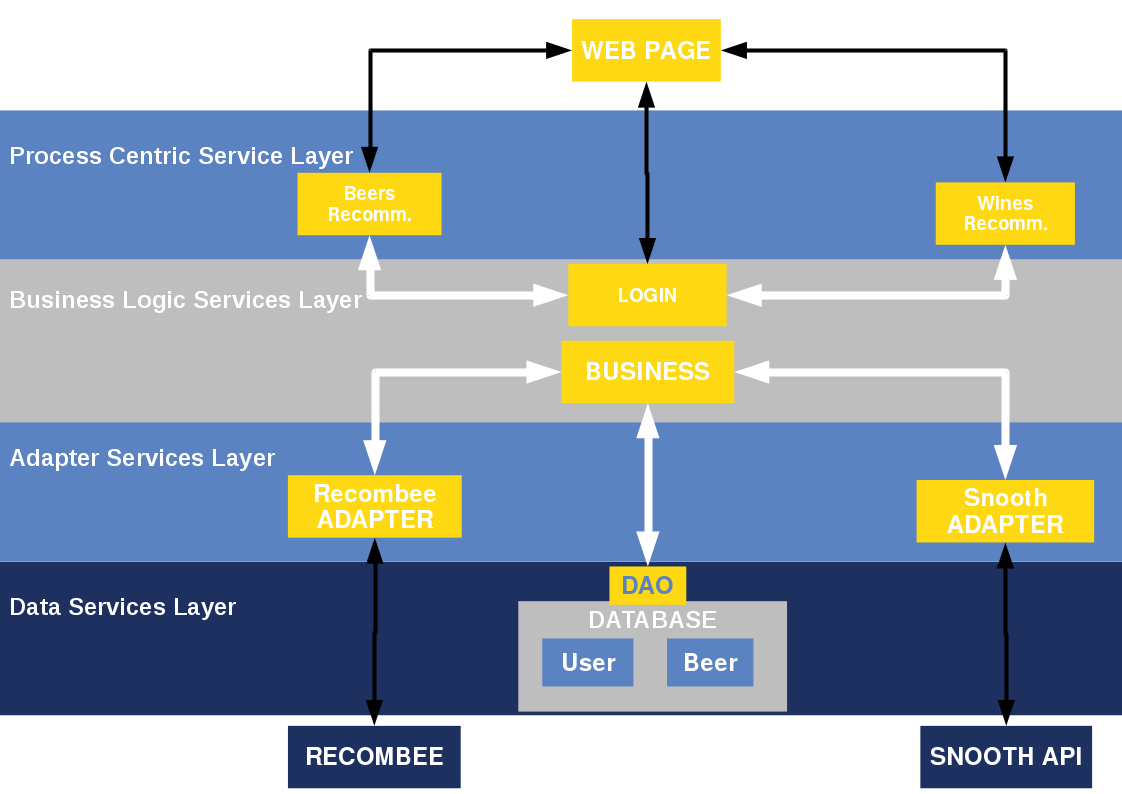 WEB PAGE
Process Centric Service Layer
Beers
Recomm.
Wines
Recomm.
Business Logic Services Layer
LOGIN
BUSINESS
Adapter Services Layer
Recombee
ADAPTER
Snooth
ADAPTER
Data Services Layer
DAO
DATABASE
User
Beer
RECOMBEE
SNOOTH API